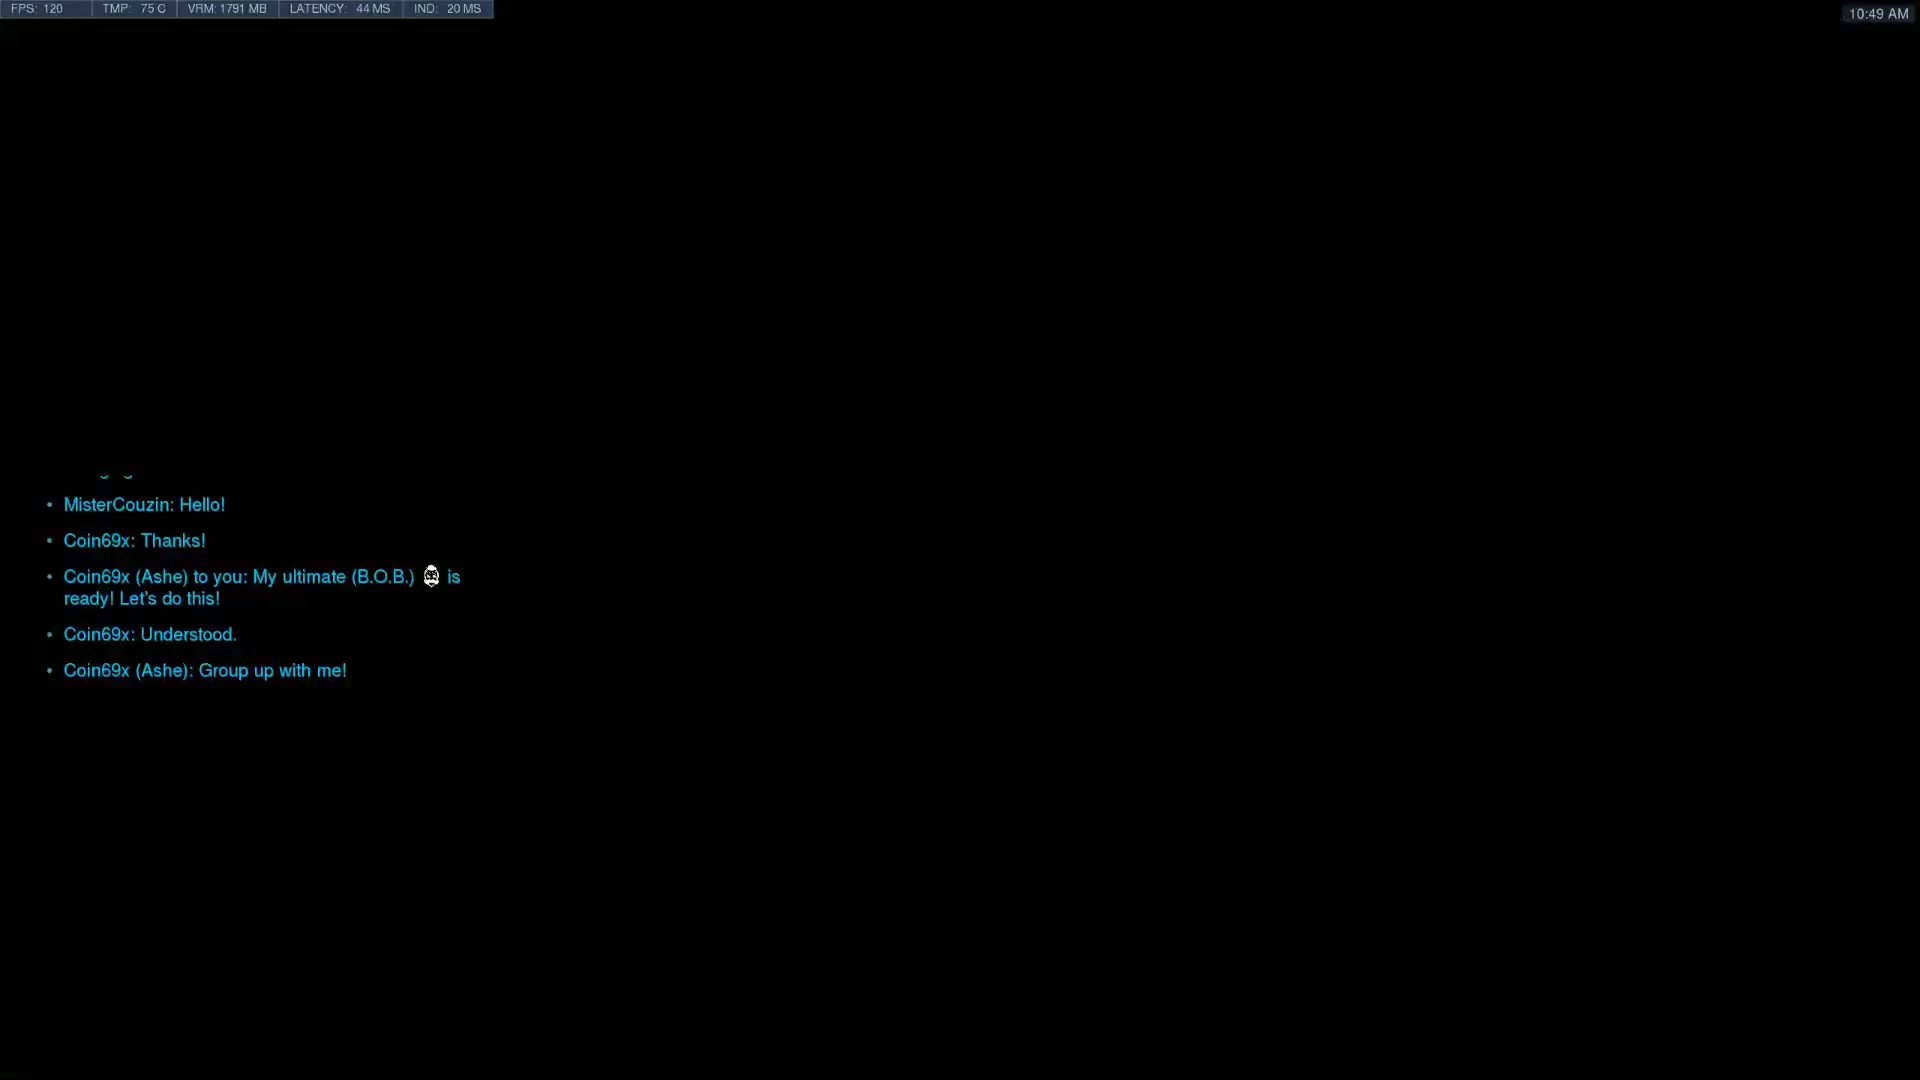 FPS: 120 TMP: 75 C VRM: 1791 MB LATENCY: 44 MS IND: 20 MS
10:49 AM
• MisterCouzin: Hello!
• Coin69x: Thanks!
• Coin69x (Ashe) to you: My ultimate (B.O.B.) is
ready! Let's do this!
• Coin69x: Understood.
• Coin69x (Ashe): Group up with me!